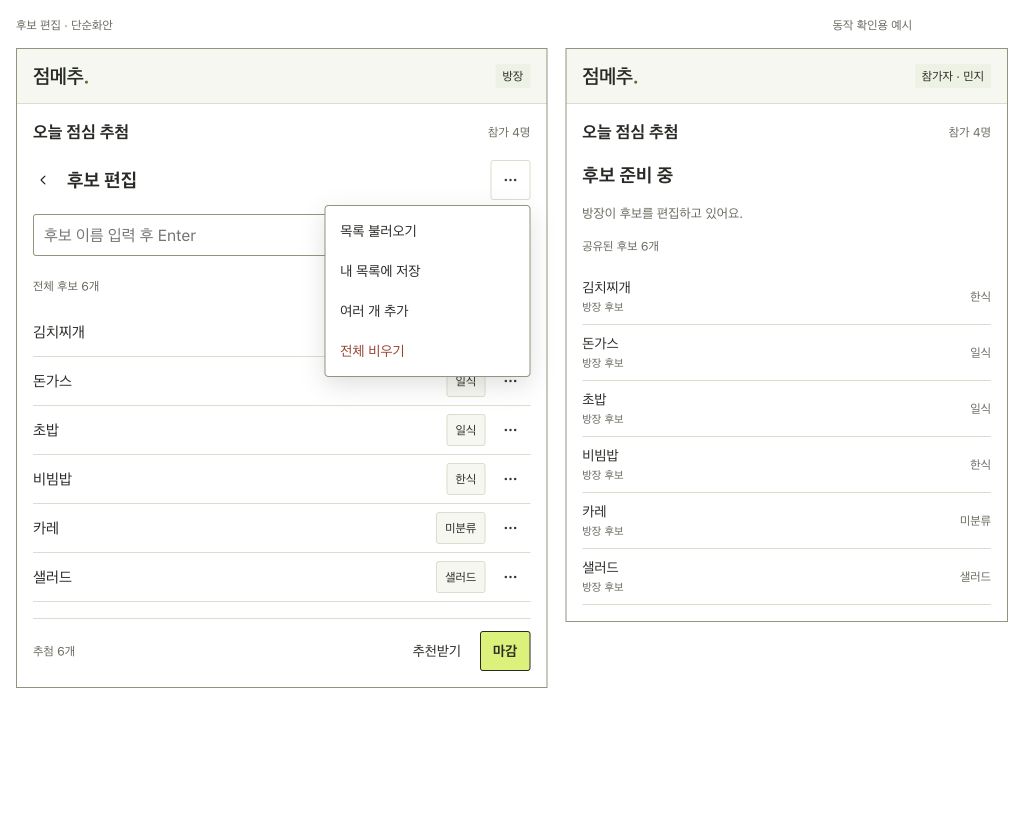 후보 편집 · 단순화안
동작 확인용 예시
점메추.
방장
오늘 점심 추첨
참가 4명
후보 편집
후보 이름 입력 후 Enter
목록 불러오기
내 목록에 저장
여러 개 추가
전체 비우기
전체 후보 6개
김치찌개
돈가스
일식
초밥
일식
비빔밥
한식
카레
미분류
샐러드
샐러드
추첨 6개
추천받기
마감
점메추.
참가자 · 민지
오늘 점심 추첨
참가 4명
후보 준비 중
방장이 후보를 편집하고 있어요.
공유된 후보 6개
김치찌개
방장 후보
한식
돈가스
방장 후보
일식
초밥
방장 후보
일식
비빔밥
방장 후보
한식
카레
방장 후보
미분류
샐러드
방장 후보
샐러드